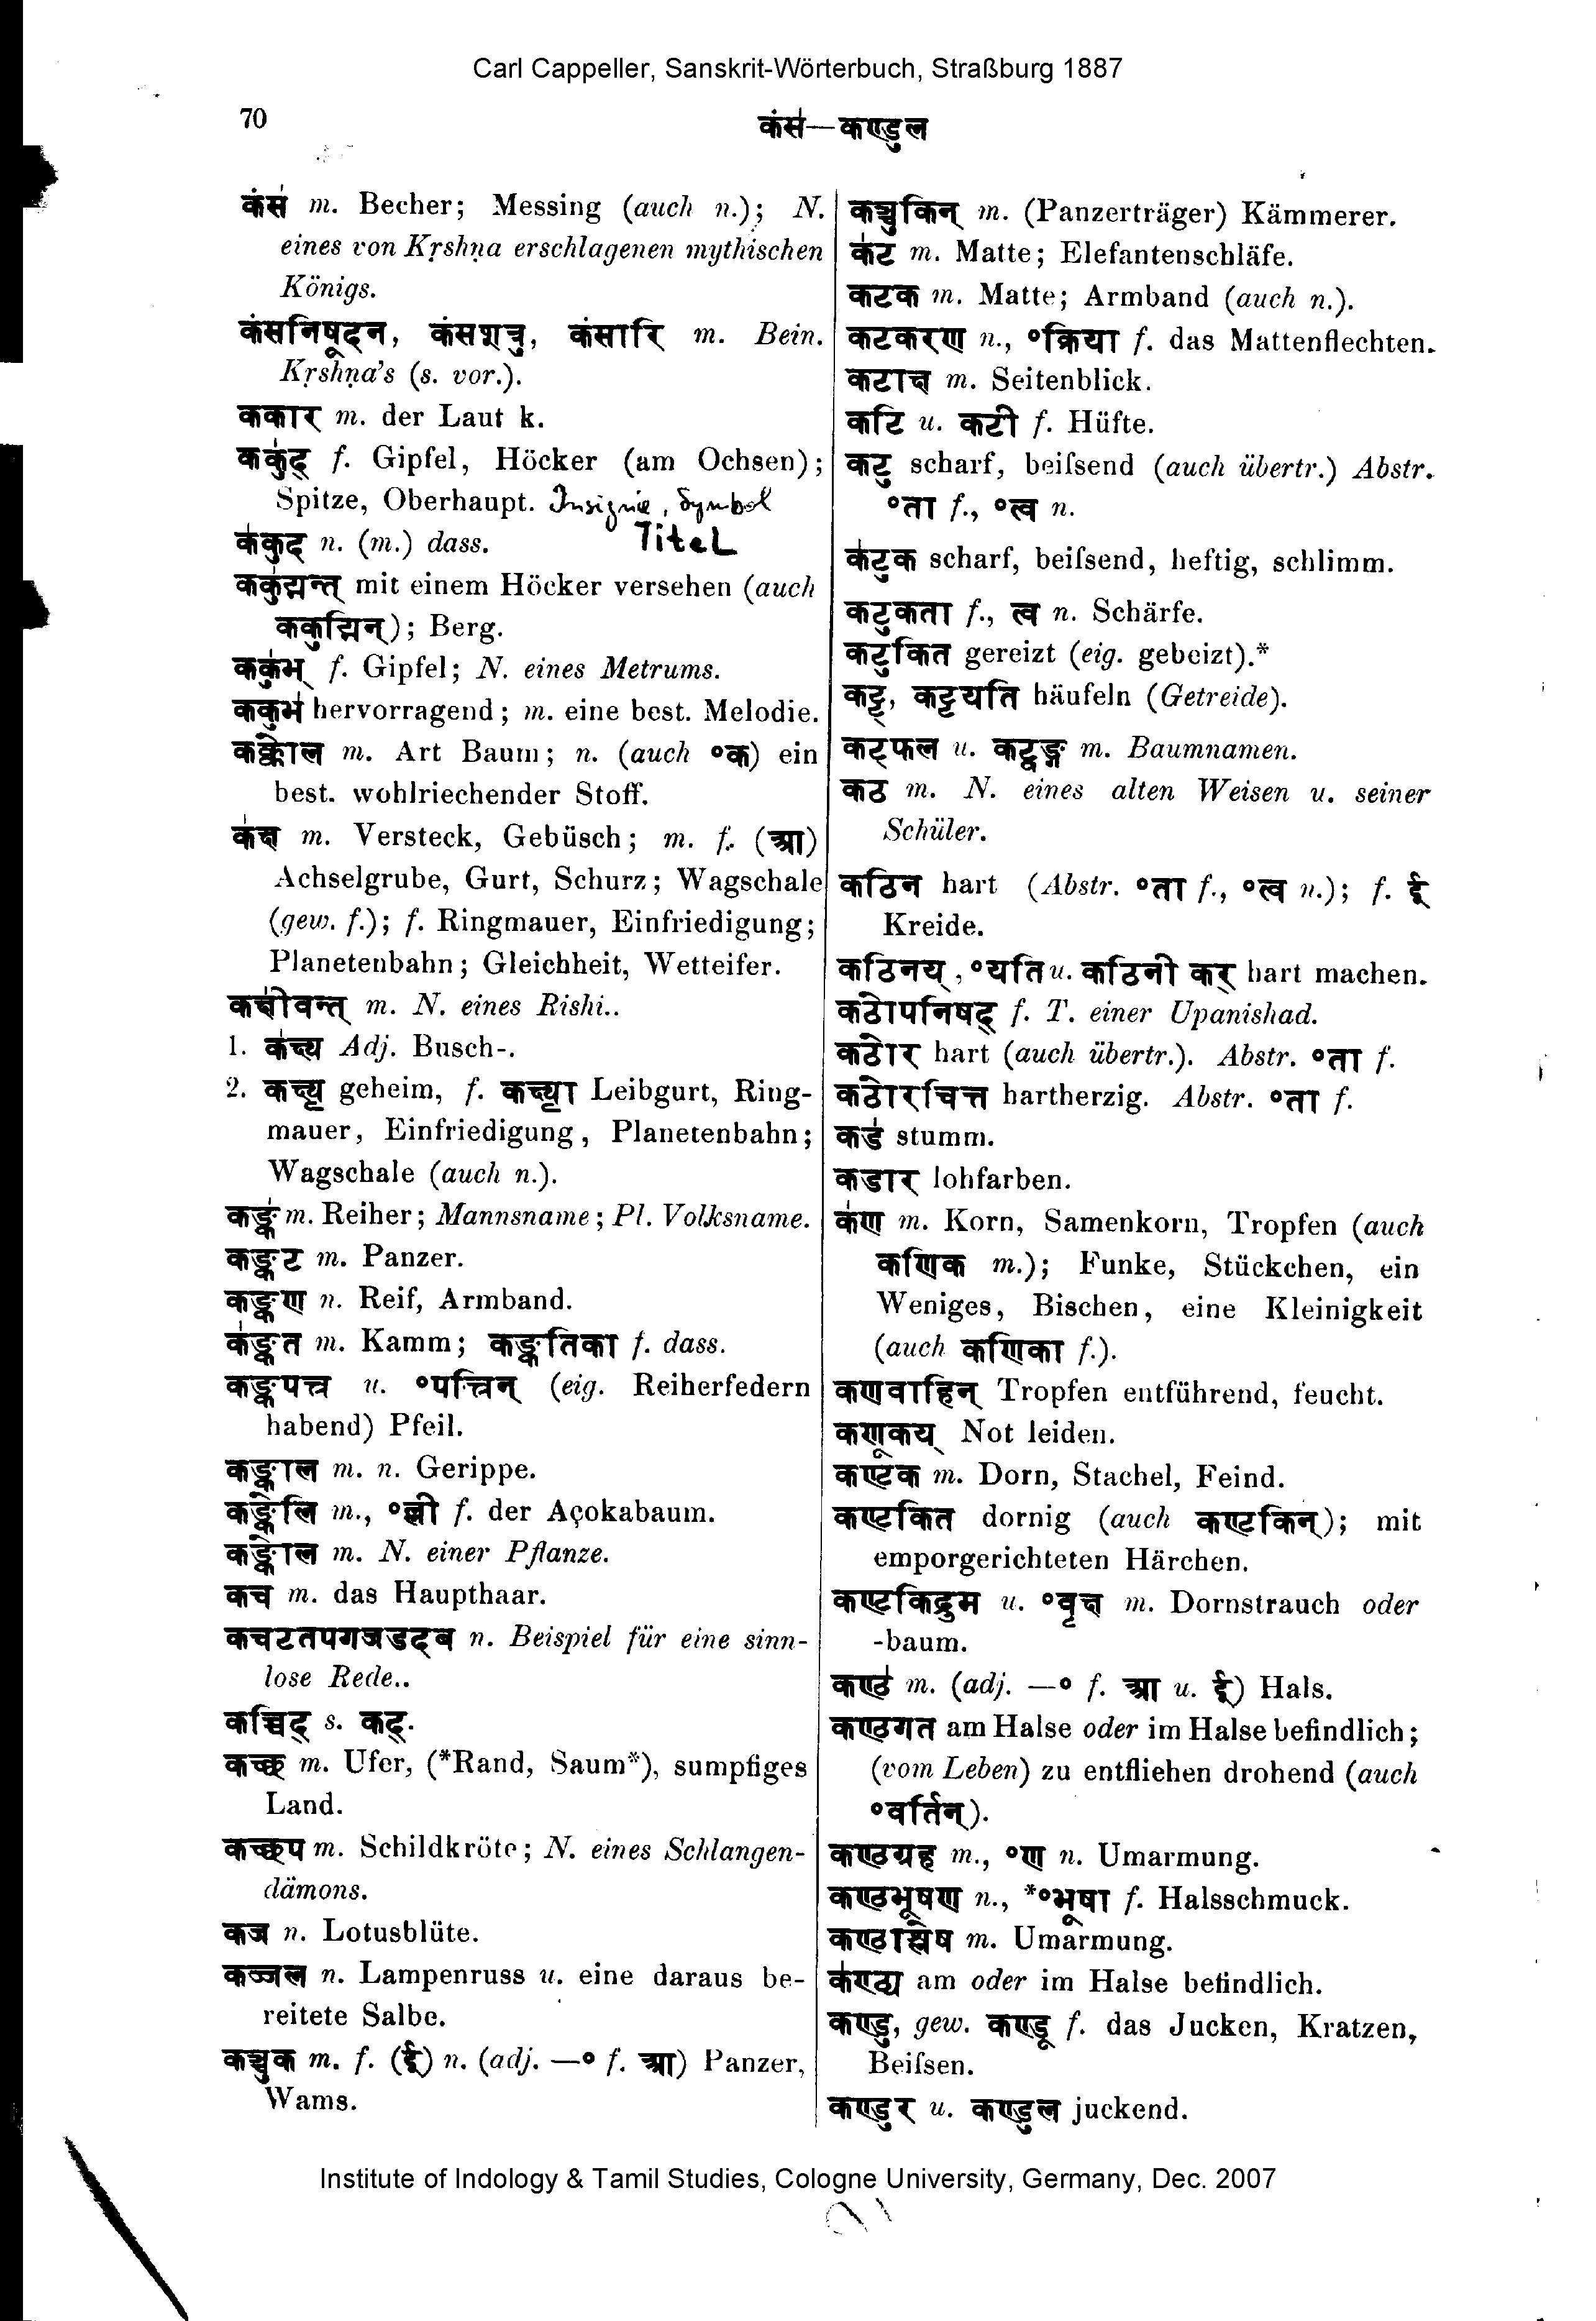 Carl Cappeller, Sanskrit-Wörterbuch, Straßburg 1887
70
कंस॑—कण्डुल
कंस॑ m. Becher; Messing (auch n.); N.
eines von Kṛshṇa erschlagenen mythischen
Königs.
कंसनिषूदन, कंसशत्रु, कंसारि m. Bein.
Kṛshṇa's (s. vor.).
ककार m. der Laut k.
ककु॑द् f. Gipfel, Höcker (am Ochsen);
Spitze, Oberhaupt. Insignie, Symbol
Titel
क॑कुद n. (m.) dass.
ककु॑द्मन्त् mit einem Höcker versehen (auch
ककुद्मिन्); Berg.
ककु॑भ् f. Gipfel; N. eines Metrums.
ककुभ॑ hervorragend; m. eine best. Melodie.
कक्कोल m. Art Baum; n. (auch °क) ein
best. wohlriechender Stoff.
क॑क्ष m. Versteck, Gebüsch; m. f. (आ)
Achselgrube, Gurt, Schurz; Wagschale
(gew. f.); f. Ringmauer, Einfriedigung;
Planetenbahn; Gleichheit, Wetteifer.
कक्षी॑वन्त् m. N. eines Rishi..
1. क॑क्ष्य Adj. Busch-.
2. कक्ष्य॑ geheim, f. कक्ष्या॑ Leibgurt, Ring-
mauer, Einfriedigung, Planetenbahn;
Wagschale (auch n.).
कङ्क॑ m. Reiher; Mannsname; Pl. Volksname.
कङ्कट m. Panzer.
कङ्कण n. Reif, Armband.
क॑ङ्कत m. Kamm; कङ्कतिका f. dass.
कङ्कपत्त्र u. °पत्त्रिन् (eig. Reiherfedern
habend) Pfeil.
कङ्काल m. n. Gerippe.
कङ्केलि m., °ल्ली f. der Açokabaum.
कङ्कोल m. N. einer Pflanze.
कच m. das Haupthaar.
कचटतपगजडदब n. Beispiel für eine sinn-
lose Rede..
कच्चिद् s. कद्.
कच्छ m. Ufer, (*Rand, Saum*), sumpfiges
Land.
कच्छप m. Schildkröte; N. eines Schlangen-
dämons.
कज n. Lotusblüte.
कज्जल n. Lampenruss u. eine daraus be-
reitete Salbe.
कञ्चुक m. f. (ई) n. (adj. —° f. आ) Panzer,
Wams.
कञ्चुकिन् m. (Panzerträger) Kämmerer.
क॑ट m. Matte; Elefantenschläfe.
कटक m. Matte; Armband (auch n.).
कटकरण n., °क्रिया f. das Mattenflechten.
कटाक्ष m. Seitenblick.
कटि u. कटी f. Hüfte.
कटु scharf, beifsend (auch übertr.) Abstr.
°ता f., °त्व n.
क॑टुक scharf, beifsend, heftig, schlimm.
कटुकता f., त्व n. Schärfe.
कटुकित gereizt (eig. gebeizt).*
कट्ट्, कट्टयति häufeln (Getreide).
कट्फल u. कट्वङ्ग m. Baumnamen.
कठ m. N. eines alten Weisen u. seiner
Schüler.
कठिन hart (Abstr. °ता f., °त्व n.); f. ई
Kreide.
कठिनय्, °यति u. कठिनी कर् hart machen.
कठोपनिषद् f. T. einer Upanishad.
कठोर hart (auch übertr.). Abstr. °ता f.
कठोरचित्त hartherzig. Abstr. °ता f.
कड॑ stumm.
कडार lohfarben.
क॑ण m. Korn, Samenkorn, Tropfen (auch
कणिक m.); Funke, Stückchen, ein
Weniges, Bischen, eine Kleinigkeit
(auch कणिका f.).
कणवाहिन् Tropfen entführend, feucht.
कणूकय् Not leiden.
क॑ण्टक m. Dorn, Stachel, Feind.
कण्टकित dornig (auch कण्टकिन्); mit
emporgerichteten Härchen.
कण्टकिद्रुम u. °वृक्ष m. Dornstrauch oder
-baum.
कण्ठ॑ m. (adj. —° f. आ u. ई) Hals.
कण्ठगत am Halse oder im Halse befindlich;
(vom Leben) zu entfliehen drohend (auch
°वर्तिन्).
कण्ठग्रह m., °ण n. Umarmung.
कण्ठभूषण n., *°भूषा f. Halsschmuck.
कण्ठाश्लेष m. Umarmung.
क॑ण्ठ्य am oder im Halse befindlich.
कण्डु, gew. कण्डू f. das Jucken, Kratzen,
Beifsen.
कण्डुर u. कण्डुल juckend.
Institute of Indology & Tamil Studies, Cologne University, Germany, Dec. 2007